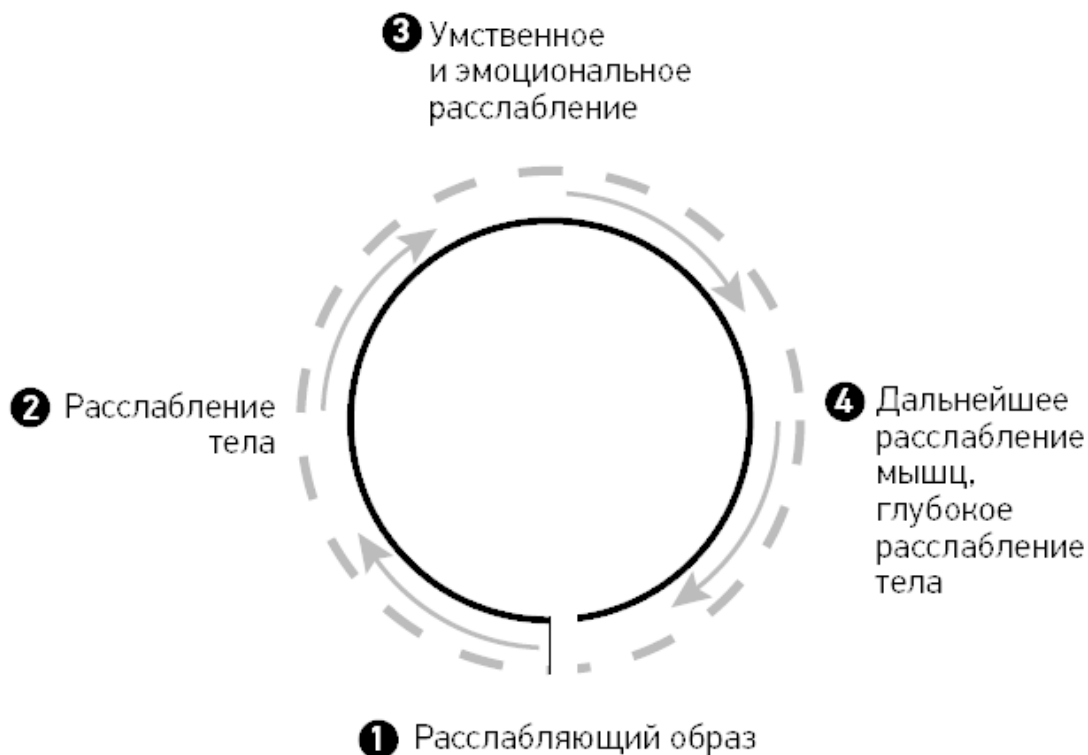 3 Умственное
и эмоциональное
расслабление
2 Расслабление
тела
4 Дальнейшее
расслабление
мышц,
глубокое
расслабление
тела
1 Расслабляющий образ